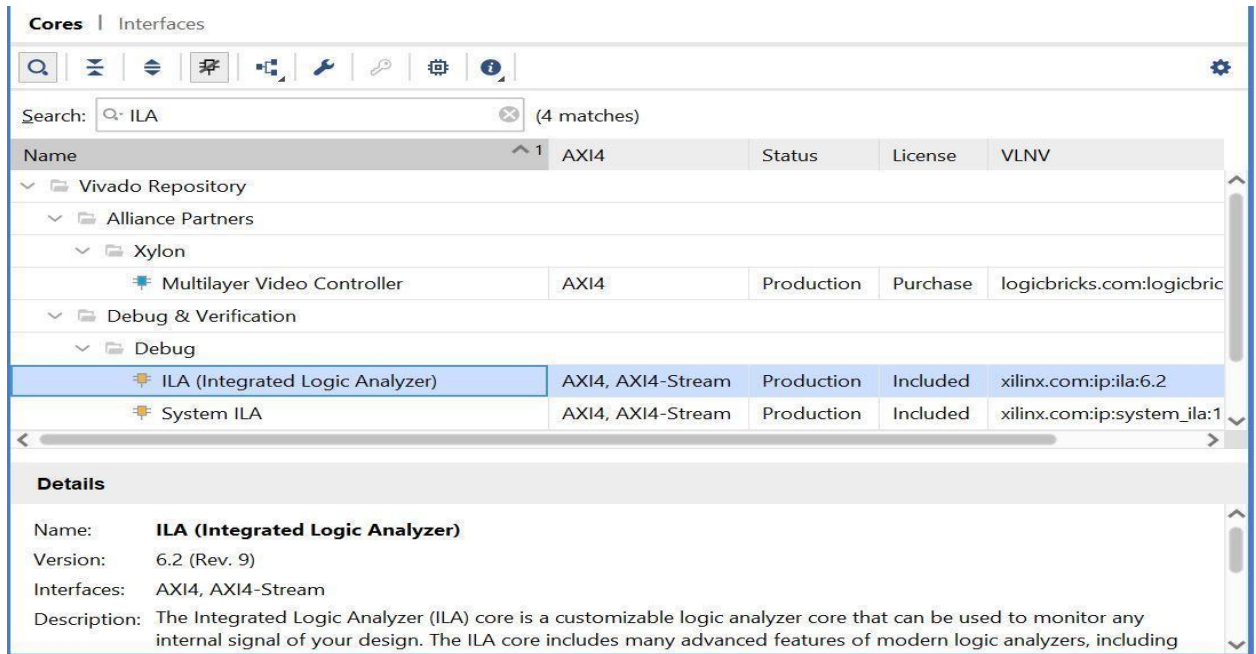 Cores | Interfaces
Search: ILA (4 matches)
Name 1 AXI4 Status License VLNV
Vivado Repository
Alliance Partners
Xylon
Multilayer Video Controller AXI4 Production Purchase logicbricks.com:logicbric
Debug & Verification
Debug
ILA (Integrated Logic Analyzer) AXI4, AXI4-Stream Production Included xilinx.com:ip:ila:6.2
System ILA AXI4, AXI4-Stream Production Included xilinx.com:ip:system_ila:1
Details
Name: ILA (Integrated Logic Analyzer)
Version: 6.2 (Rev. 9)
Interfaces: AXI4, AXI4-Stream
Description: The Integrated Logic Analyzer (ILA) core is a customizable logic analyzer core that can be used to monitor any
internal signal of your design. The ILA core includes many advanced features of modern logic analyzers, including